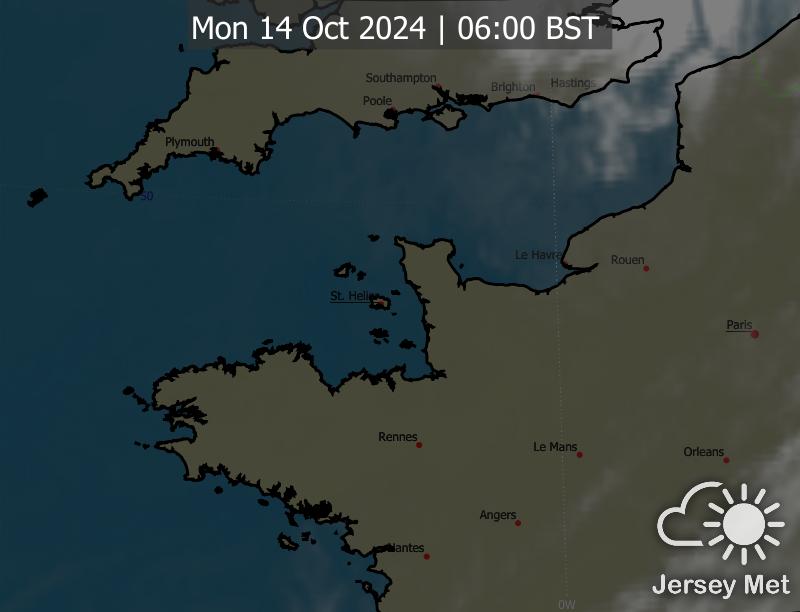 Mon 14 Oct 2024 | 06:00 BST
Southampton
Brighton
Hastings
Poole
Plymouth
50
Le Havre
Rouen
St. Helier
Paris
Rennes
Le Mans
Orleans
Angers
Nantes
Jersey Met
0W